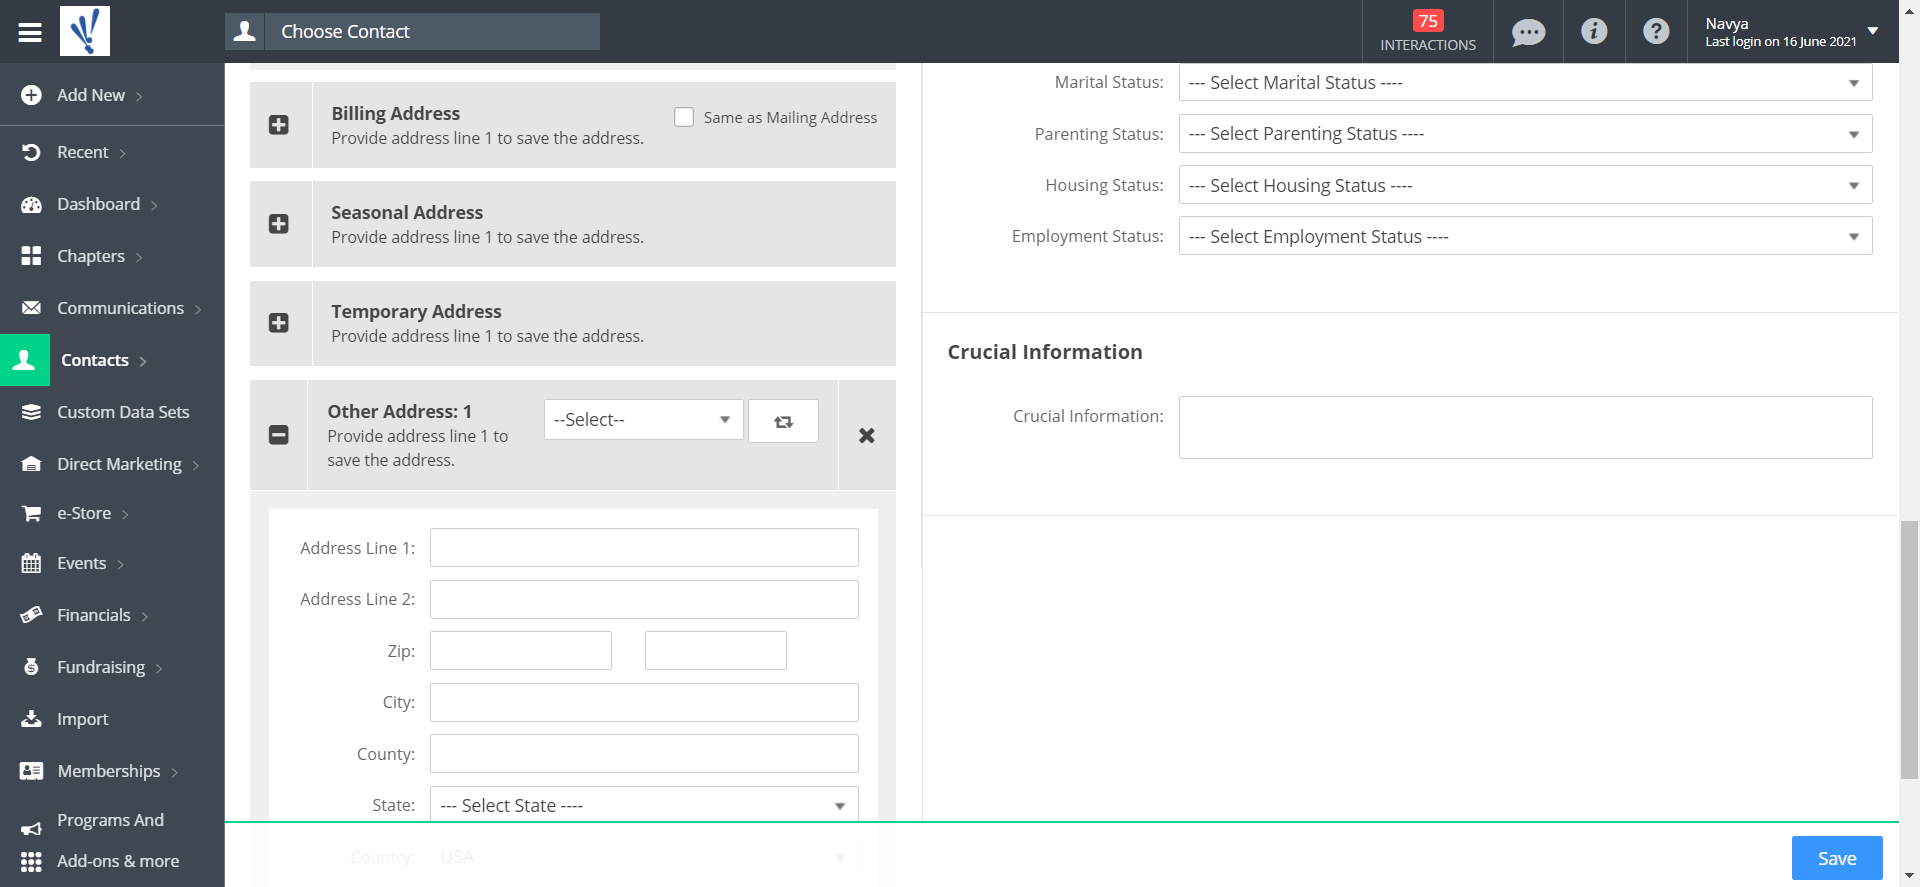 Choose Contact
75
INTERACTIONS
Navya
Last login on 16 June 2021
Add New
Recent
Dashboard
Chapters
Communications
Contacts
Custom Data Sets
Direct Marketing
e-Store
Events
Financials
Fundraising
Import
Memberships
Programs And
Add-ons & more
Billing Address
Provide address line 1 to save the address.
Same as Mailing Address
Seasonal Address
Provide address line 1 to save the address.
Temporary Address
Provide address line 1 to save the address.
Other Address: 1
Provide address line 1 to
save the address.
--Select--
Address Line 1:
Address Line 2:
Zip:
City:
County:
State: --- Select State ----
Country: USA
Marital Status: --- Select Marital Status ----
Parenting Status: --- Select Parenting Status ----
Housing Status: --- Select Housing Status ----
Employment Status: --- Select Employment Status ----
Crucial Information
Crucial Information:
Save